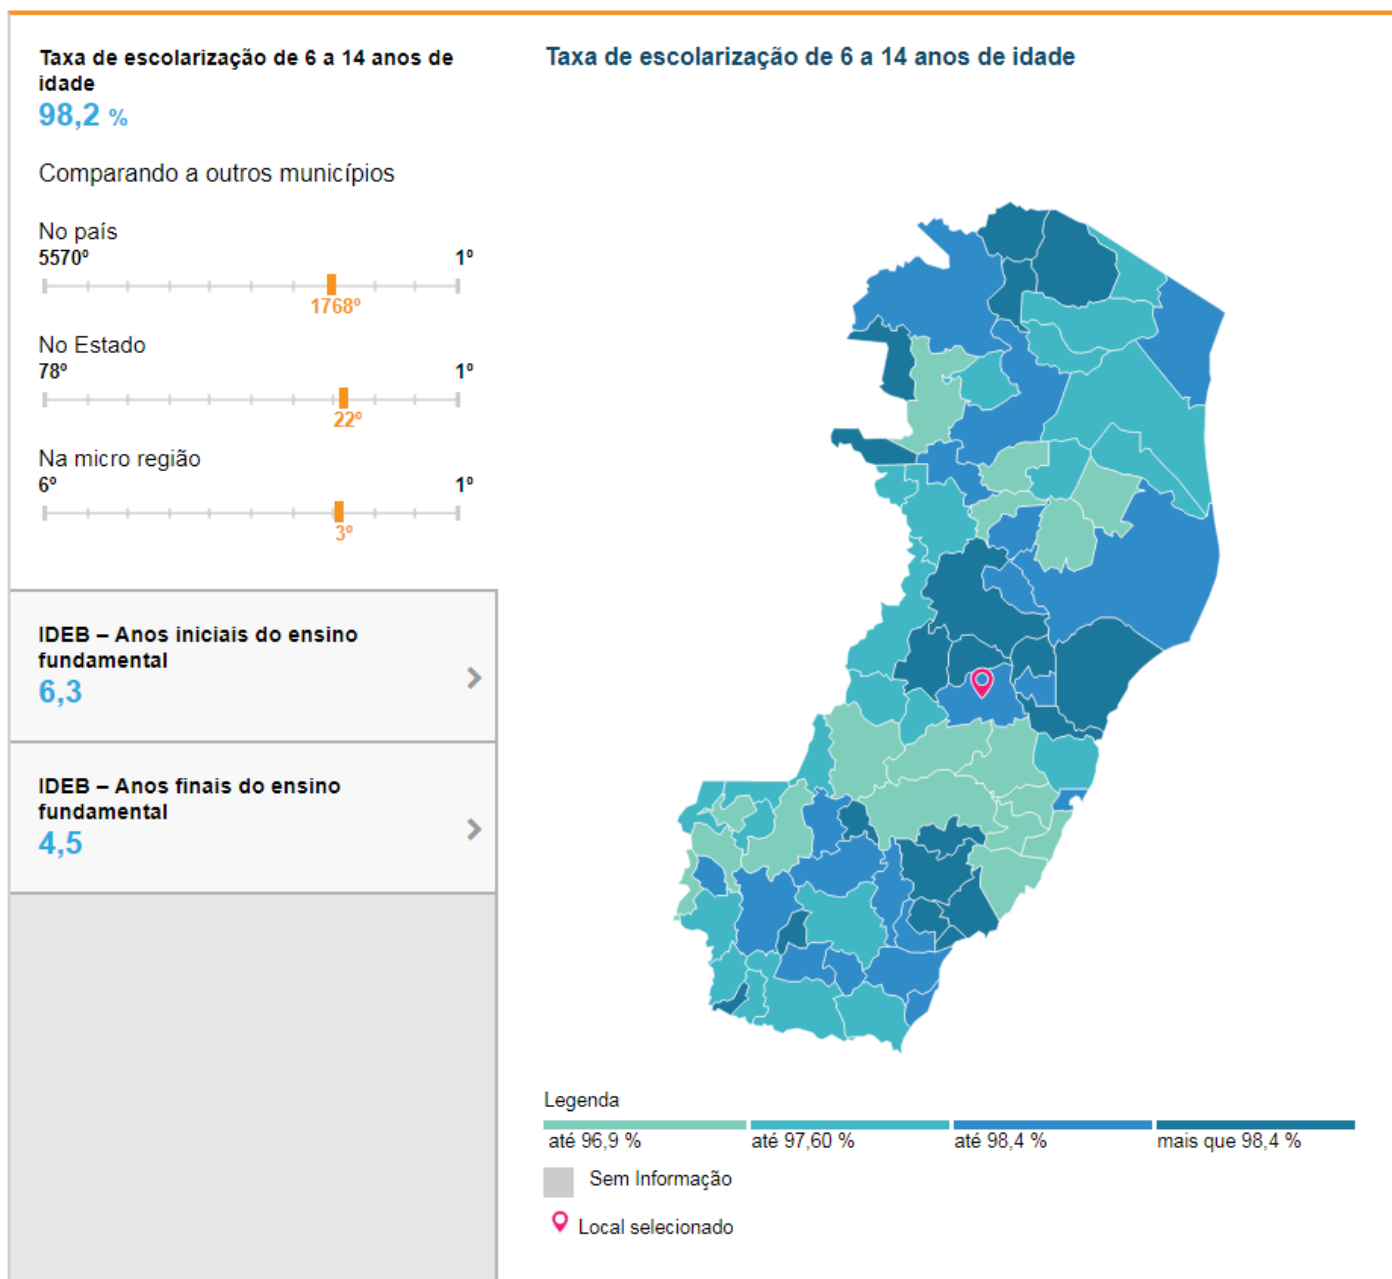 Taxa de escolarização de 6 a 14 anos de
idade
98,2 %
Comparando a outros municípios
No país
5570º
1º
1768º
No Estado
78º
1º
22º
Na micro região
6º
1º
3º
IDEB – Anos iniciais do ensino
fundamental
6,3
IDEB – Anos finais do ensino
fundamental
4,5
Taxa de escolarização de 6 a 14 anos de idade
Legenda
até 96,9 %
até 97,60 %
até 98,4 %
mais que 98,4 %
Sem Informação
Local selecionado